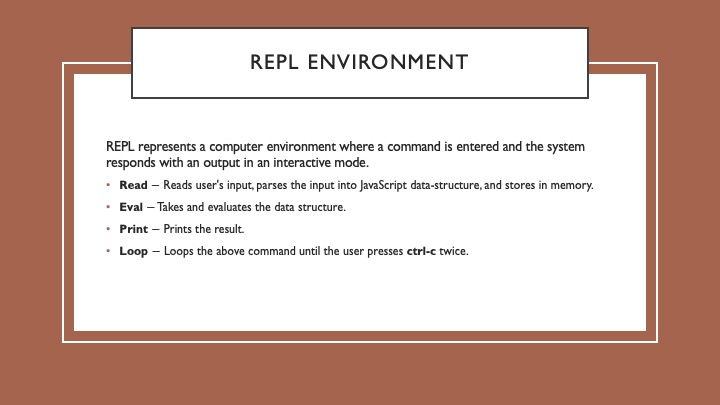 REPL ENVIRONMENT
REPL represents a computer environment where a command is entered and the system
responds with an output in an interactive mode.
• Read − Reads user's input, parses the input into JavaScript data-structure, and stores in memory.
• Eval − Takes and evaluates the data structure.
• Print − Prints the result.
• Loop − Loops the above command until the user presses ctrl-c twice.